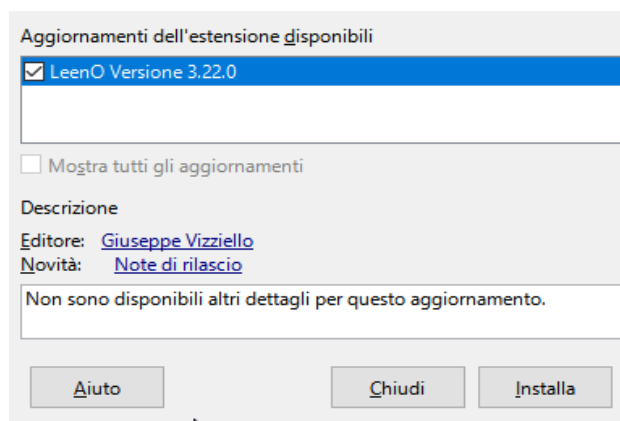 Aggiornamenti dell'estensione disponibili
LeenO Versione 3.22.0
Mostra tutti gli aggiornamenti
Descrizione
Editore: Giuseppe Vizziello
Novità: Note di rilascio
Non sono disponibili altri dettagli per questo aggiornamento.
Aiuto Chiudi Installa